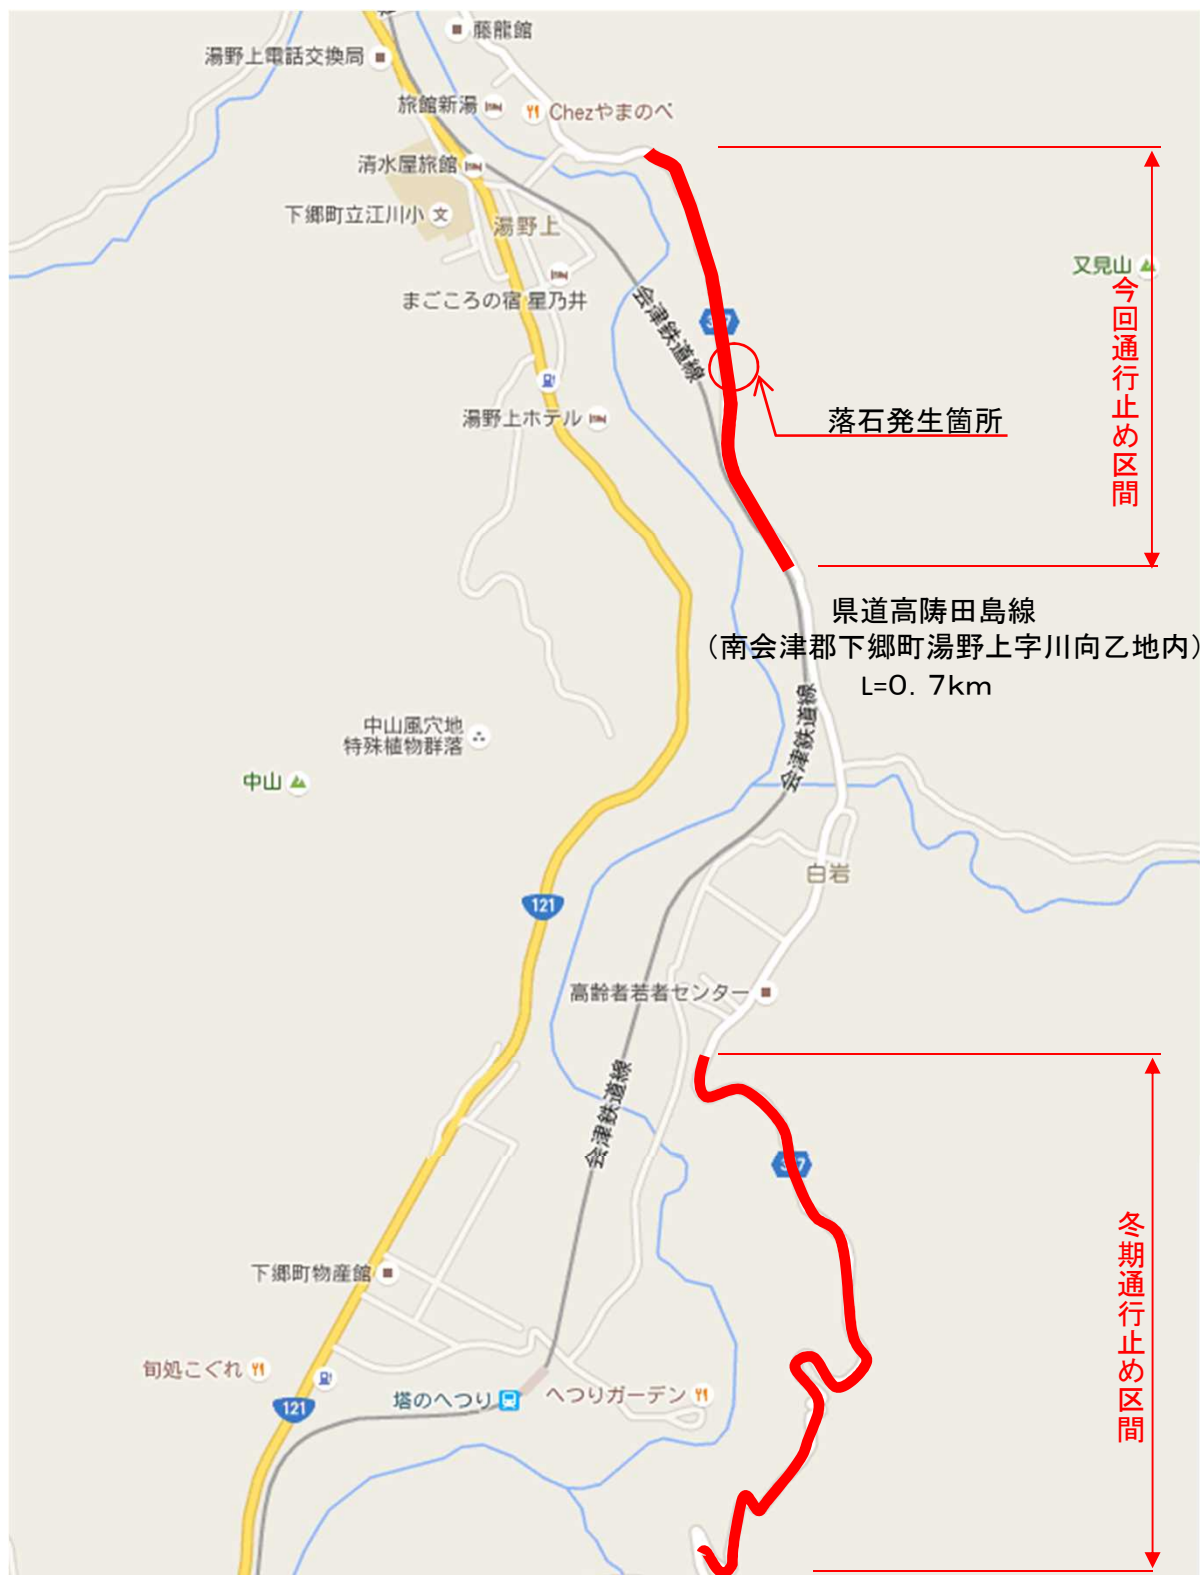 藤龍館
湯野上電話交換局
旅館新湯
Chezやまのべ
清水屋旅館
下郷町立江川小
文
湯野上
又見山
まごころの宿 星乃井
会津鉄道線
今回通行止め区間
湯野上ホテル
落石発生箇所
県道高陦田島線
（南会津郡下郷町湯野上字川向乙地内）
L=0．7km
中山風穴地
特殊植物群落
会津鉄道線
中山
白岩
121
高齢者若者センター
会津鉄道線
冬期通行止め区間
下郷町物産館
旬処こぐれ
塔のへつり
へつりガーデン
121